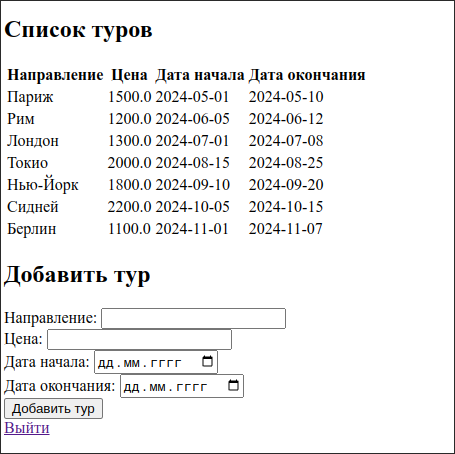 Список туров
Направление Цена Дата начала Дата окончания
Париж 1500.0 2024-05-01 2024-05-10
Рим 1200.0 2024-06-05 2024-06-12
Лондон 1300.0 2024-07-01 2024-07-08
Токио 2000.0 2024-08-15 2024-08-25
Нью-Йорк 1800.0 2024-09-10 2024-09-20
Сидней 2200.0 2024-10-05 2024-10-15
Берлин 1100.0 2024-11-01 2024-11-07
Добавить тур
Направление:
Цена:
Дата начала: дд.мм.гггг
Дата окончания: дд.мм.гггг
Добавить тур
Выйти